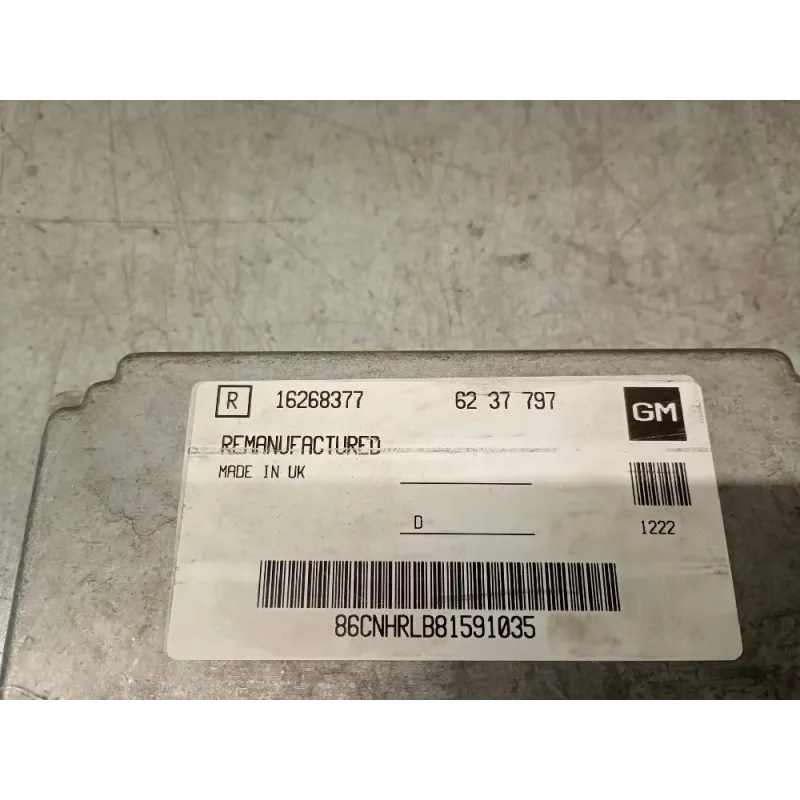 R 16268377 62 37 797 GM
REMANUFACTURED
MADE IN UK
D
1222
86CNHRLB81591035